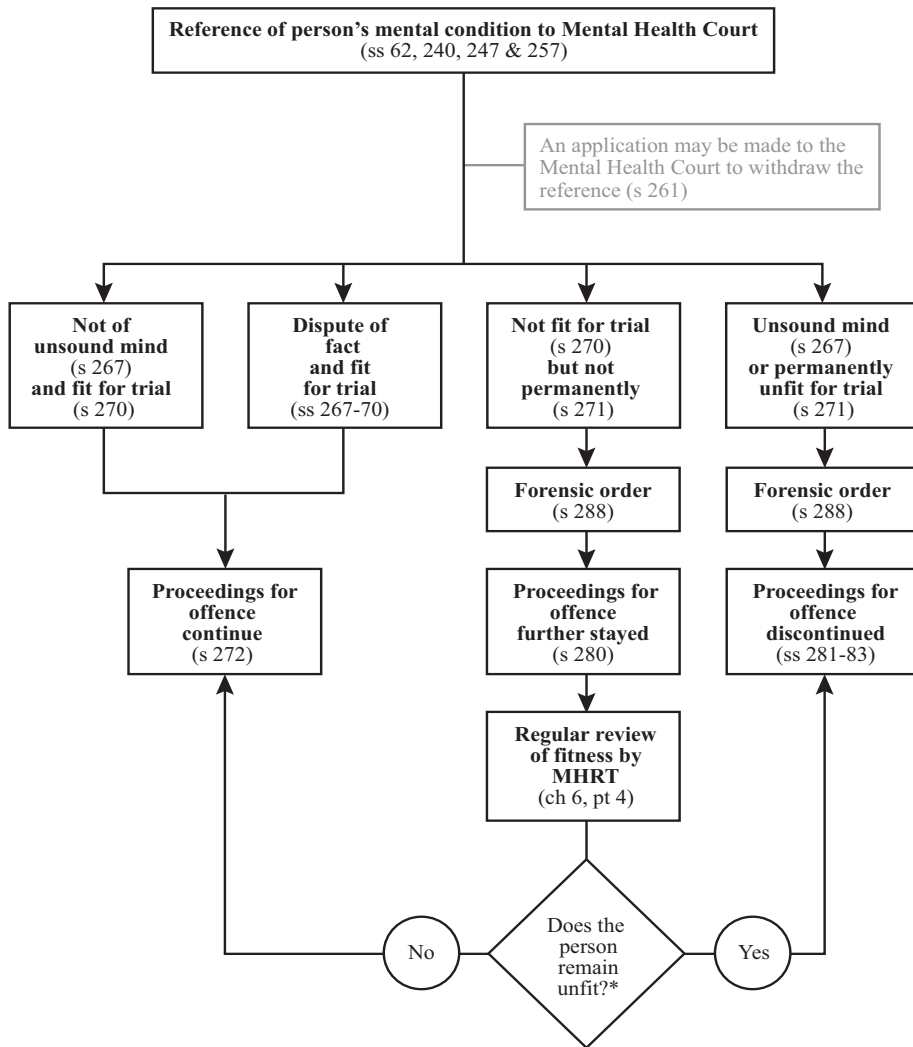 Reference of person's mental condition to Mental Health Court
(ss 62, 240, 247 & 257)
An application may be made to the
Mental Health Court to withdraw the
reference (s 261)
Not of
unsound mind
(s 267)
and fit for trial
(s 270)
Dispute of
fact
and fit
for trial
(ss 267-70)
Not fit for trial
(s 270)
but not
permanently
(s 271)
Unsound mind
(s 267)
or permanently
unfit for trial
(s 271)
Forensic order
(s 288)
Forensic order
(s 288)
Proceedings for
offence
continue
(s 272)
Proceedings for
offence
further stayed
(s 280)
Proceedings for
offence
discontinued
(ss 281-83)
Regular review
of fitness by
MHRT
(ch 6, pt 4)
No
Does the
person
remain
unfit?*
Yes